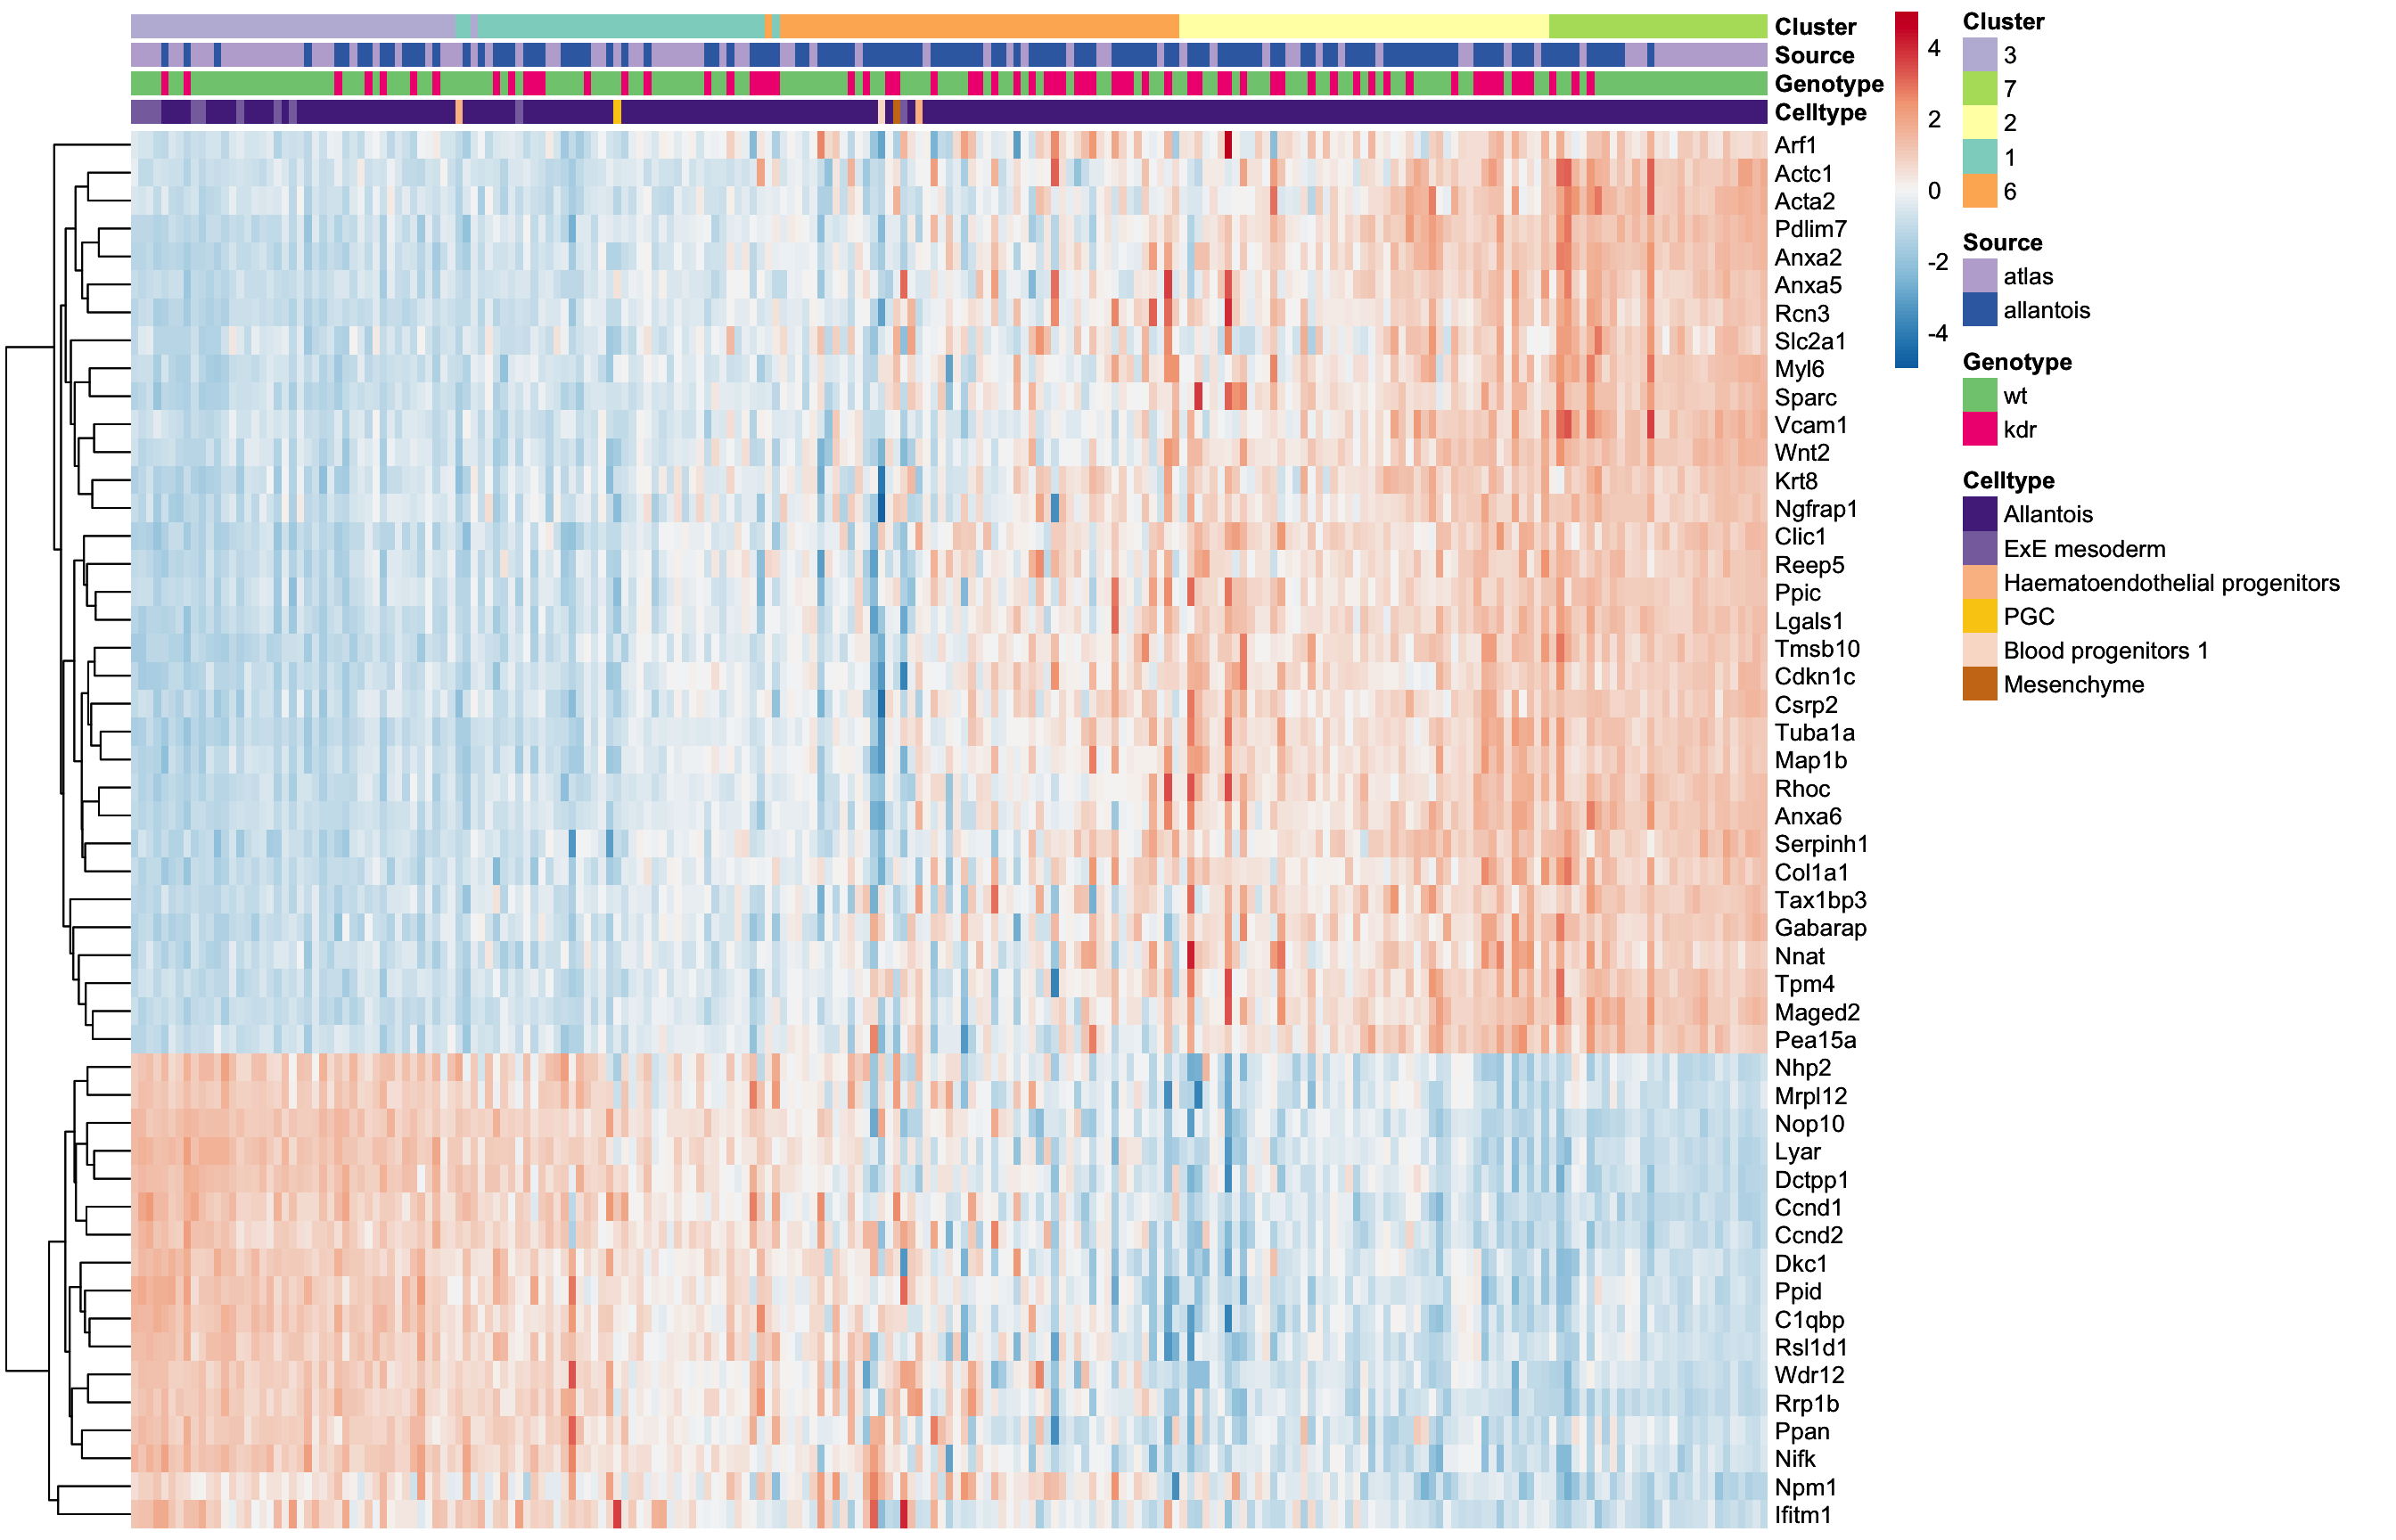 Cluster
Source
Genotype
Celltype
Arf1
Actc1
Acta2
Pdlim7
Anxa2
Anxa5
Rcn3
Slc2a1
Myl6
Sparc
Vcam1
Wnt2
Krt8
Ngfrap1
Clic1
Reep5
Ppic
Lgals1
Tmsb10
Cdkn1c
Csrp2
Tuba1a
Map1b
Rhoc
Anxa6
Serpinh1
Col1a1
Tax1bp3
Gabarap
Nnat
Tpm4
Maged2
Pea15a
Nhp2
Mrpl12
Nop10
Lyar
Dctpp1
Ccnd1
Ccnd2
Dkc1
Ppid
C1qbp
Rsl1d1
Wdr12
Rrp1b
Ppan
Nifk
Npm1
Ifitm1
4
2
0
-2
-4
Cluster
3
7
2
1
6
Source
atlas
allantois
Genotype
wt
kdr
Celltype
Allantois
ExE mesoderm
Haematoendothelial progenitors
PGC
Blood progenitors 1
Mesenchyme